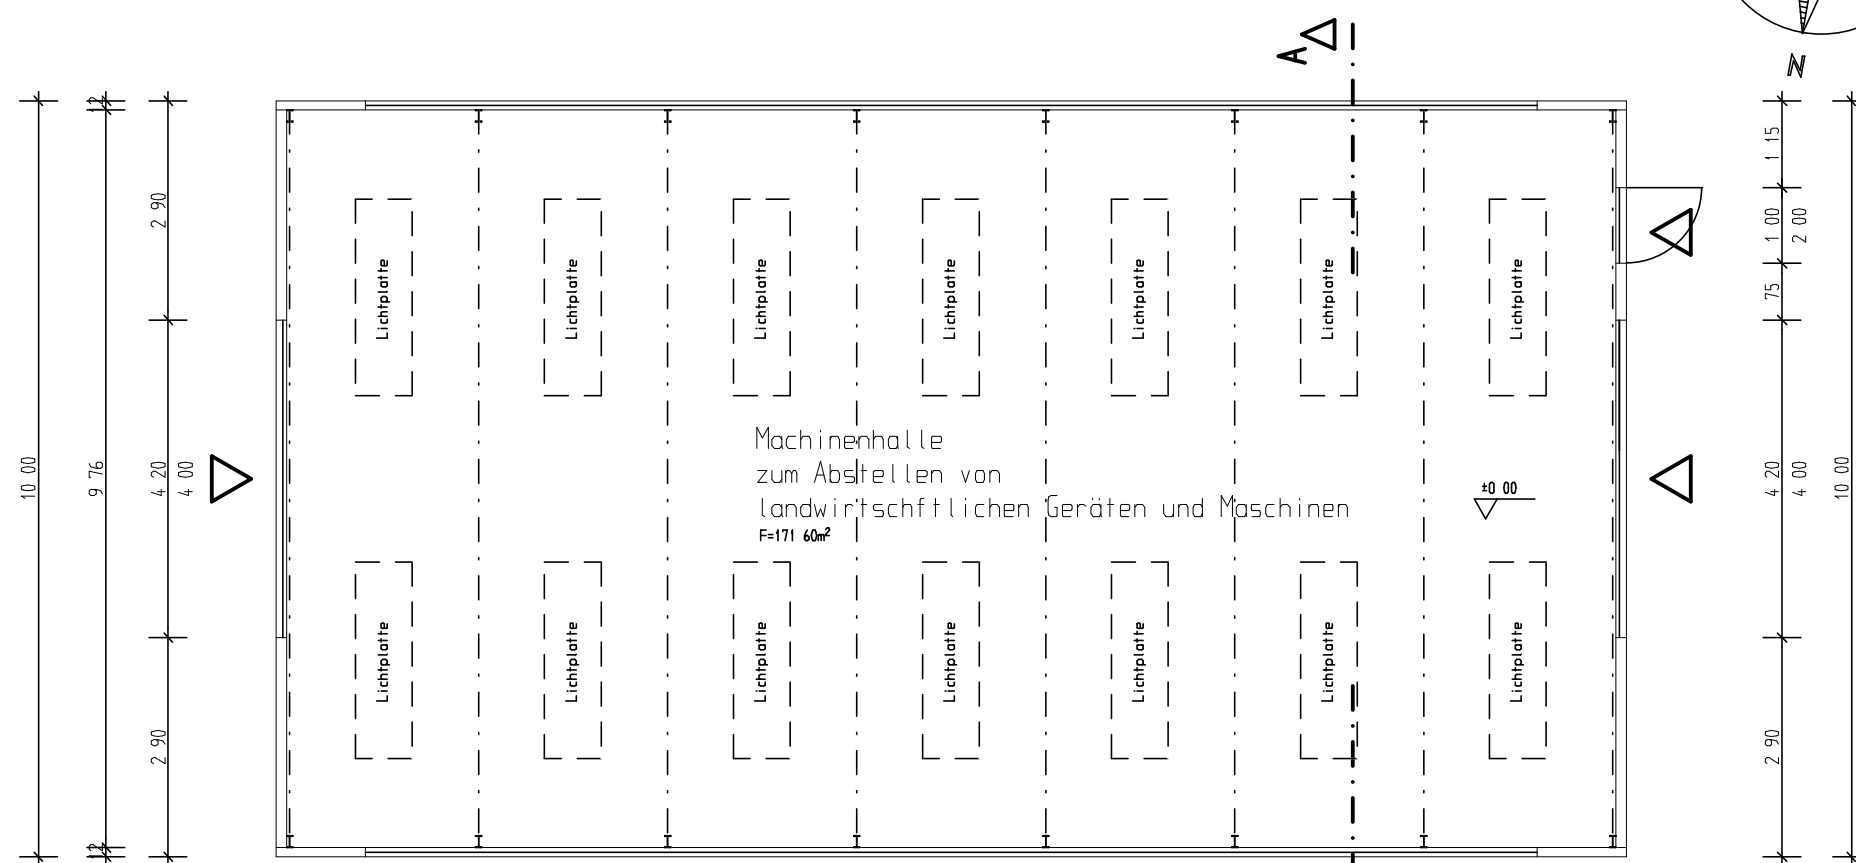 A
N
12
1 15
2 90
1 00
2 00
75
Lichtplatte
Lichtplatte
Lichtplatte
Lichtplatte
Lichtplatte
Lichtplatte
Lichtplatte
Machinenhalle
zum Abstellen von
landwirtschftlichen Geräten und Maschinen
F=171 60m²
±0 00
10 00
9 76
4 20
4 00
4 20
4 00
10 00
Lichtplatte
Lichtplatte
Lichtplatte
Lichtplatte
Lichtplatte
Lichtplatte
Lichtplatte
2 90
2 90
12